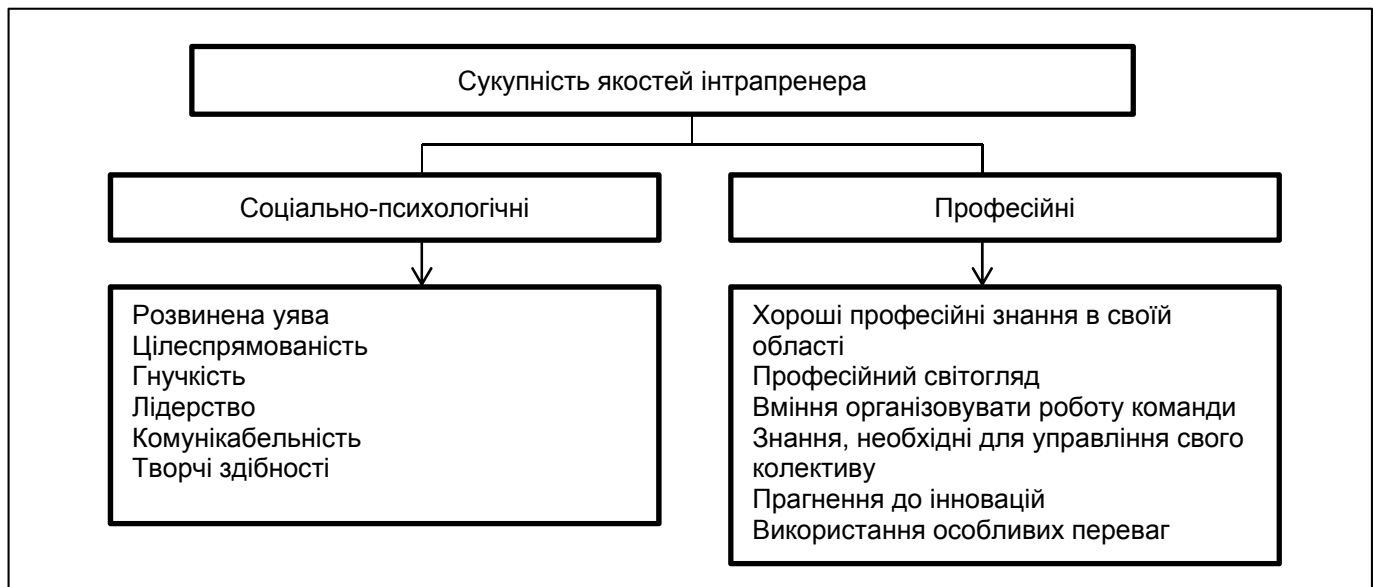 Сукупність якостей інтрапренера
Соціально-психологічні
Професійні
Розвинена уява
Цілеспрямованість
Гнучкість
Лідерство
Комунікабельність
Творчі здібності
Хороші професійні знання в своїй
області
Професійний світогляд
Вміння організовувати роботу команди
Знання, необхідні для управління свого
колективу
Прагнення до інновацій
Використання особливих переваг